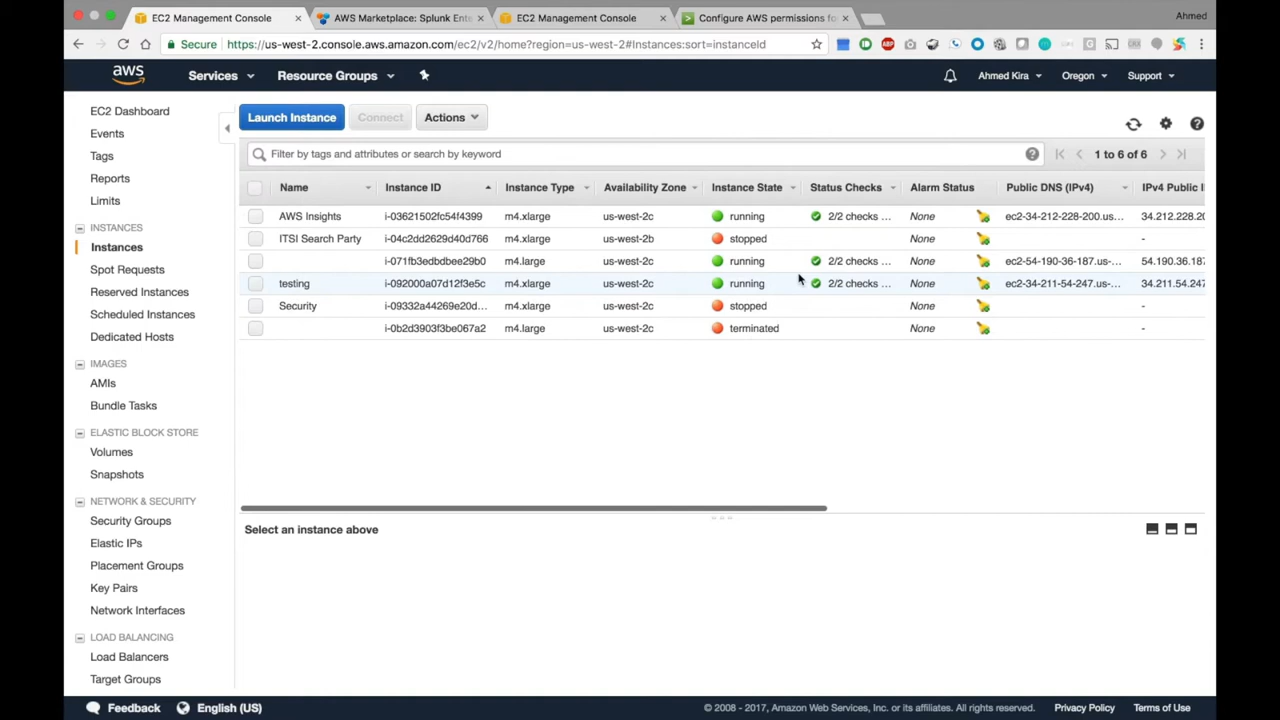 EC2 Management Console
AWS Marketplace: Splunk Ente
EC2 Management Console
Configure AWS permissions fo
Ahmed
Secure https://us-west-2.console.aws.amazon.com/ec2/v2/home?region=us-west-2#Instances:sort=instanceId
aws Services Resource Groups Ahmed Kira Oregon Support
EC2 Dashboard
Events
Tags
Reports
Limits
INSTANCES
Instances
Spot Requests
Reserved Instances
Scheduled Instances
Dedicated Hosts
IMAGES
AMIs
Bundle Tasks
ELASTIC BLOCK STORE
Volumes
Snapshots
NETWORK & SECURITY
Security Groups
Elastic IPs
Placement Groups
Key Pairs
Network Interfaces
LOAD BALANCING
Load Balancers
Target Groups
Launch Instance Connect Actions
Filter by tags and attributes or search by keyword
1 to 6 of 6
Name Instance ID Instance Type Availability Zone Instance State Status Checks Alarm Status Public DNS (IPv4) IPv4 Public I
AWS Insights i-03621502fc54f4399 m4.xlarge us-west-2c running 2/2 checks ... None ec2-34-212-228-200.us... 34.212.228.20
ITSI Search Party i-04c2dd2629d40d766 m4.xlarge us-west-2b stopped None -
i-071fb3edbdbee29b0 m4.large us-west-2c running 2/2 checks ... None ec2-54-190-36-187.us-... 54.190.36.187
testing i-092000a07d12f3e5c m4.xlarge us-west-2c running 2/2 checks ... None ec2-34-211-54-247.us-... 34.211.54.247
Security i-09332a44269e20d... m4.xlarge us-west-2c stopped None -
i-0b2d3903f3be067a2 m4.large us-west-2c terminated None -
Select an instance above
Feedback English (US) © 2008 - 2017, Amazon Web Services, Inc. or its affiliates. All rights reserved. Privacy Policy Terms of Use